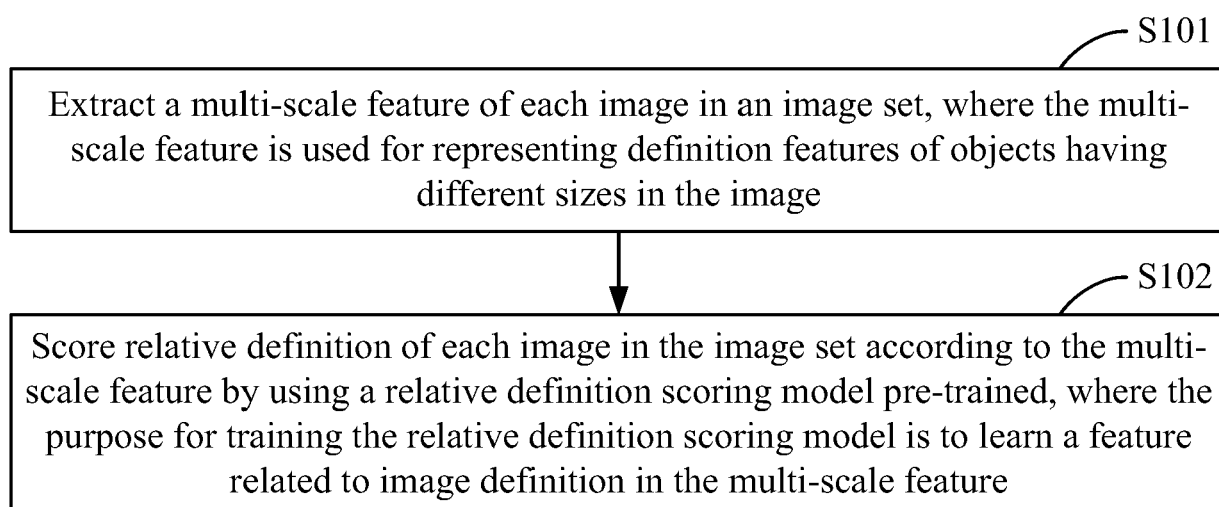 S101
Extract a multi-scale feature of each image in an image set, where the multi-
scale feature is used for representing definition features of objects having
different sizes in the image
S102
Score relative definition of each image in the image set according to the multi-
scale feature by using a relative definition scoring model pre-trained, where the
purpose for training the relative definition scoring model is to learn a feature
related to image definition in the multi-scale feature